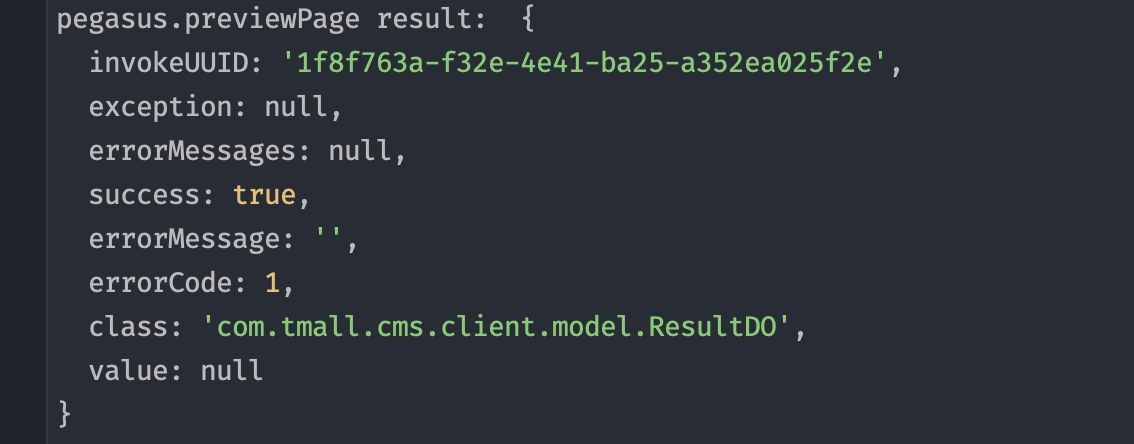 pegasus.previewPage result:  {
  invokeUUID: '1f8f763a-f32e-4e41-ba25-a352ea025f2e',
  exception: null,
  errorMessages: null,
  success: true,
  errorMessage: '',
  errorCode: 1,
  class: 'com.tmall.cms.client.model.ResultDO',
  value: null
}